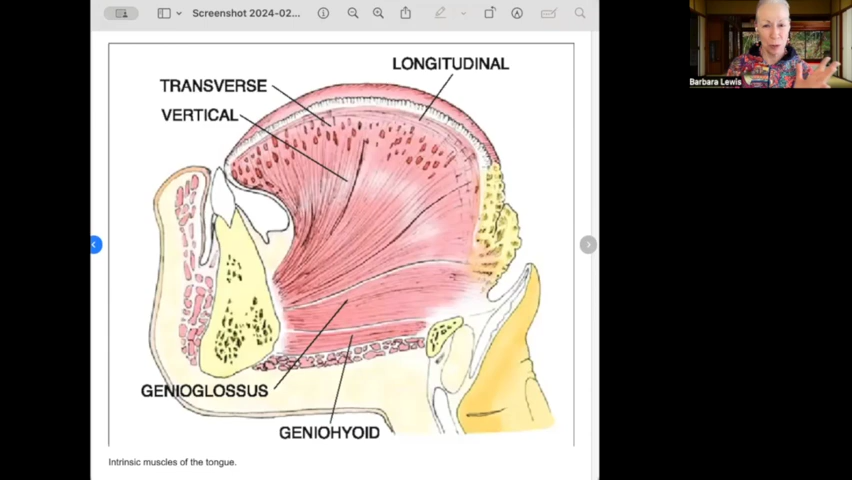 Screenshot 2024-02...
LONGITUDINAL
TRANSVERSE
VERTICAL
GENIOGLOSSUS
GENIOHYOID
Intrinsic muscles of the tongue.
Barbara Lewis